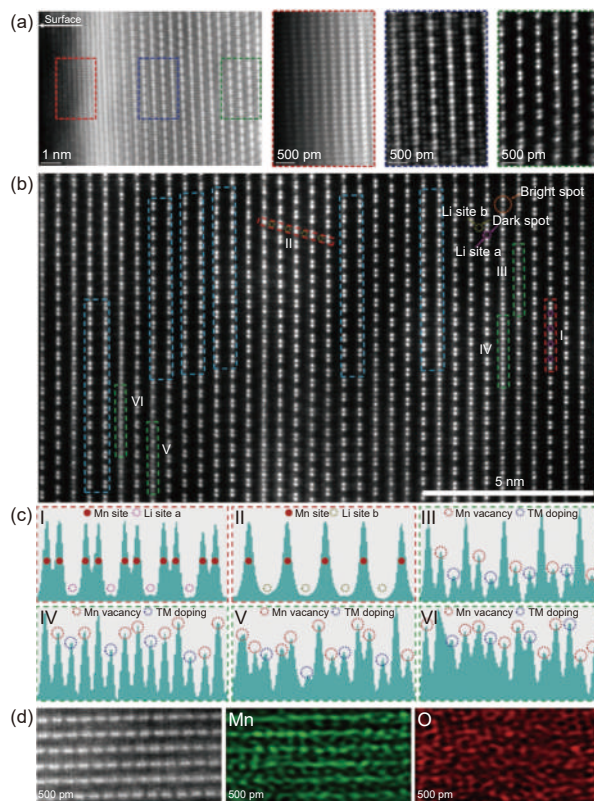 (a)
Surface
1 nm
500 pm
500 pm
500 pm
(b)
Bright spot
Li site b
Dark spot
Li site a
II
III
I
IV
VI
V
5 nm
(c)
I
Mn site
Li site a
II
Mn site
Li site b
III
Mn vacancy
TM doping
IV
Mn vacancy
TM doping
V
Mn vacancy
TM doping
VI
Mn vacancy
TM doping
(d)
500 pm
Mn
500 pm
O
500 pm